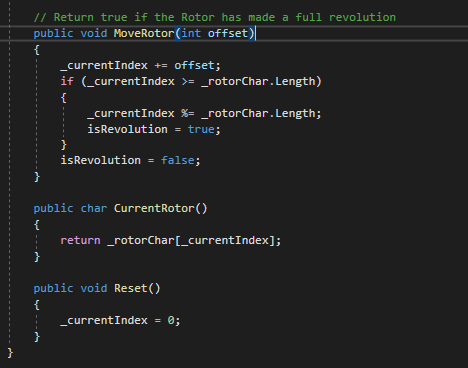 // Return true if the Rotor has made a full revolution
public void MoveRotor(int offset)
{
_currentIndex += offset;
if (_currentIndex >= _rotorChar.Length)
{
_currentIndex %= _rotorChar.Length;
isRevolution = true;
}
isRevolution = false;
}
public char CurrentRotor()
{
return _rotorChar[_currentIndex];
}
public void Reset()
{
_currentIndex = 0;
}
}